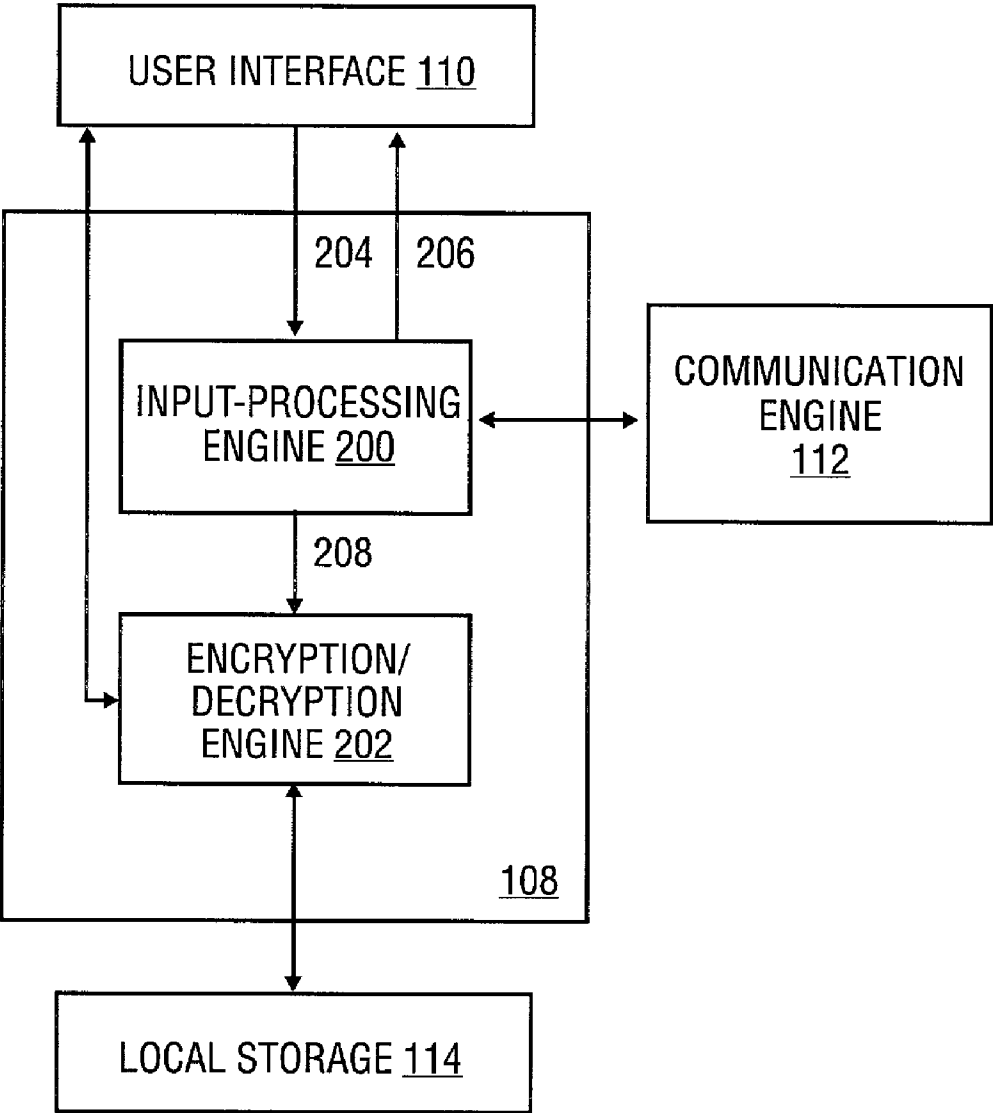 USER INTERFACE 110
204
206
INPUT-PROCESSING
ENGINE 200
COMMUNICATION
ENGINE
112
208
ENCRYPTION/
DECRYPTION
ENGINE 202
108
LOCAL STORAGE 114